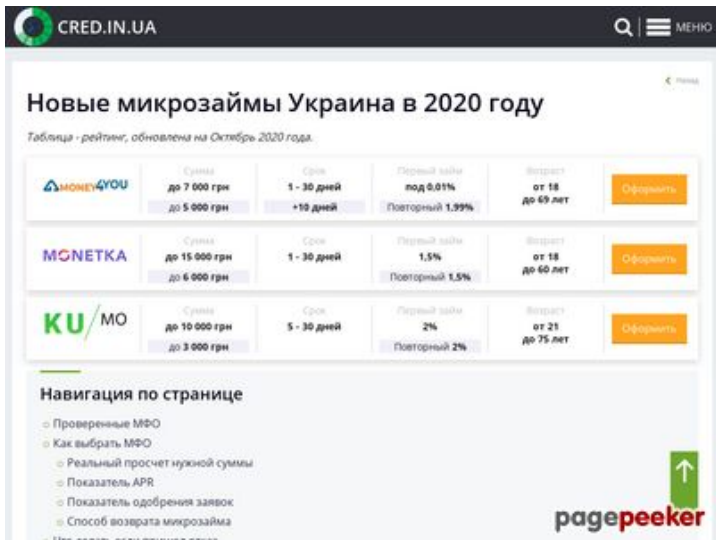 CRED.IN.UA
МЕНЮ
Назад
Новые микрозаймы Украина в 2020 году
Таблица - рейтинг, обновлена на Октябрь 2020 года.
MONEY4YOU
Сумма
до 7 000 грн
до 5 000 грн
Срок
1 - 30 дней
+10 дней
Первый займ
под 0,01%
Повторный 1,99%
Возраст
от 18
до 69 лет
Оформить
MONETKA
Сумма
до 15 000 грн
до 6 000 грн
Срок
1 - 30 дней
Первый займ
1,5%
Повторный 1,5%
Возраст
от 18
до 60 лет
Оформить
KU/MO
Сумма
до 10 000 грн
до 3 000 грн
Срок
5 - 30 дней
Первый займ
2%
Повторный 2%
Возраст
от 21
до 75 лет
Оформить
Навигация по странице
Проверенные МФО
Как выбрать МФО
Реальный просчет нужной суммы
Показатель APR
Показатель одобрения заявок
Способ возврата микрозайма
pagepeeker